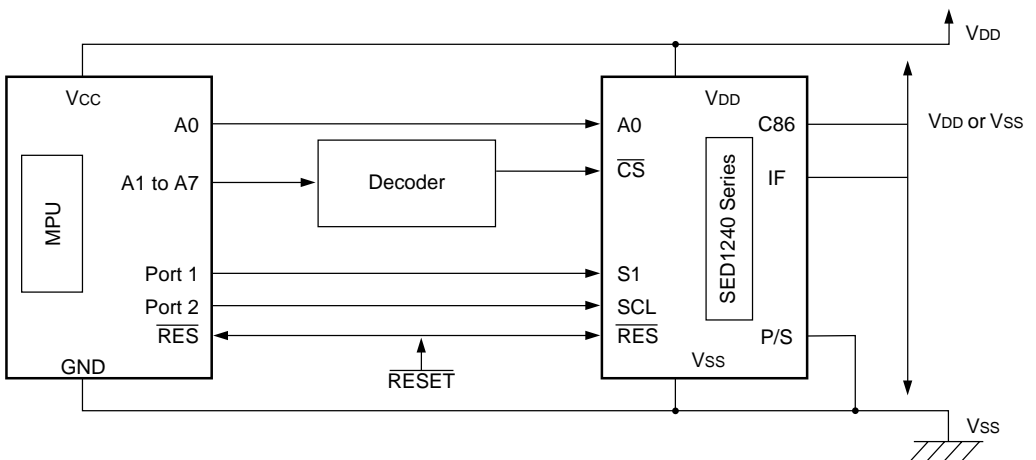 VDD
VCC
VDD
A0
A0
C86
VDD or VSS
CS
A1 to A7
Decoder
IF
MPU
SED1240 Series
Port 1
S1
Port 2
SCL
RES
RES
P/S
VSS
GND
RESET
VSS